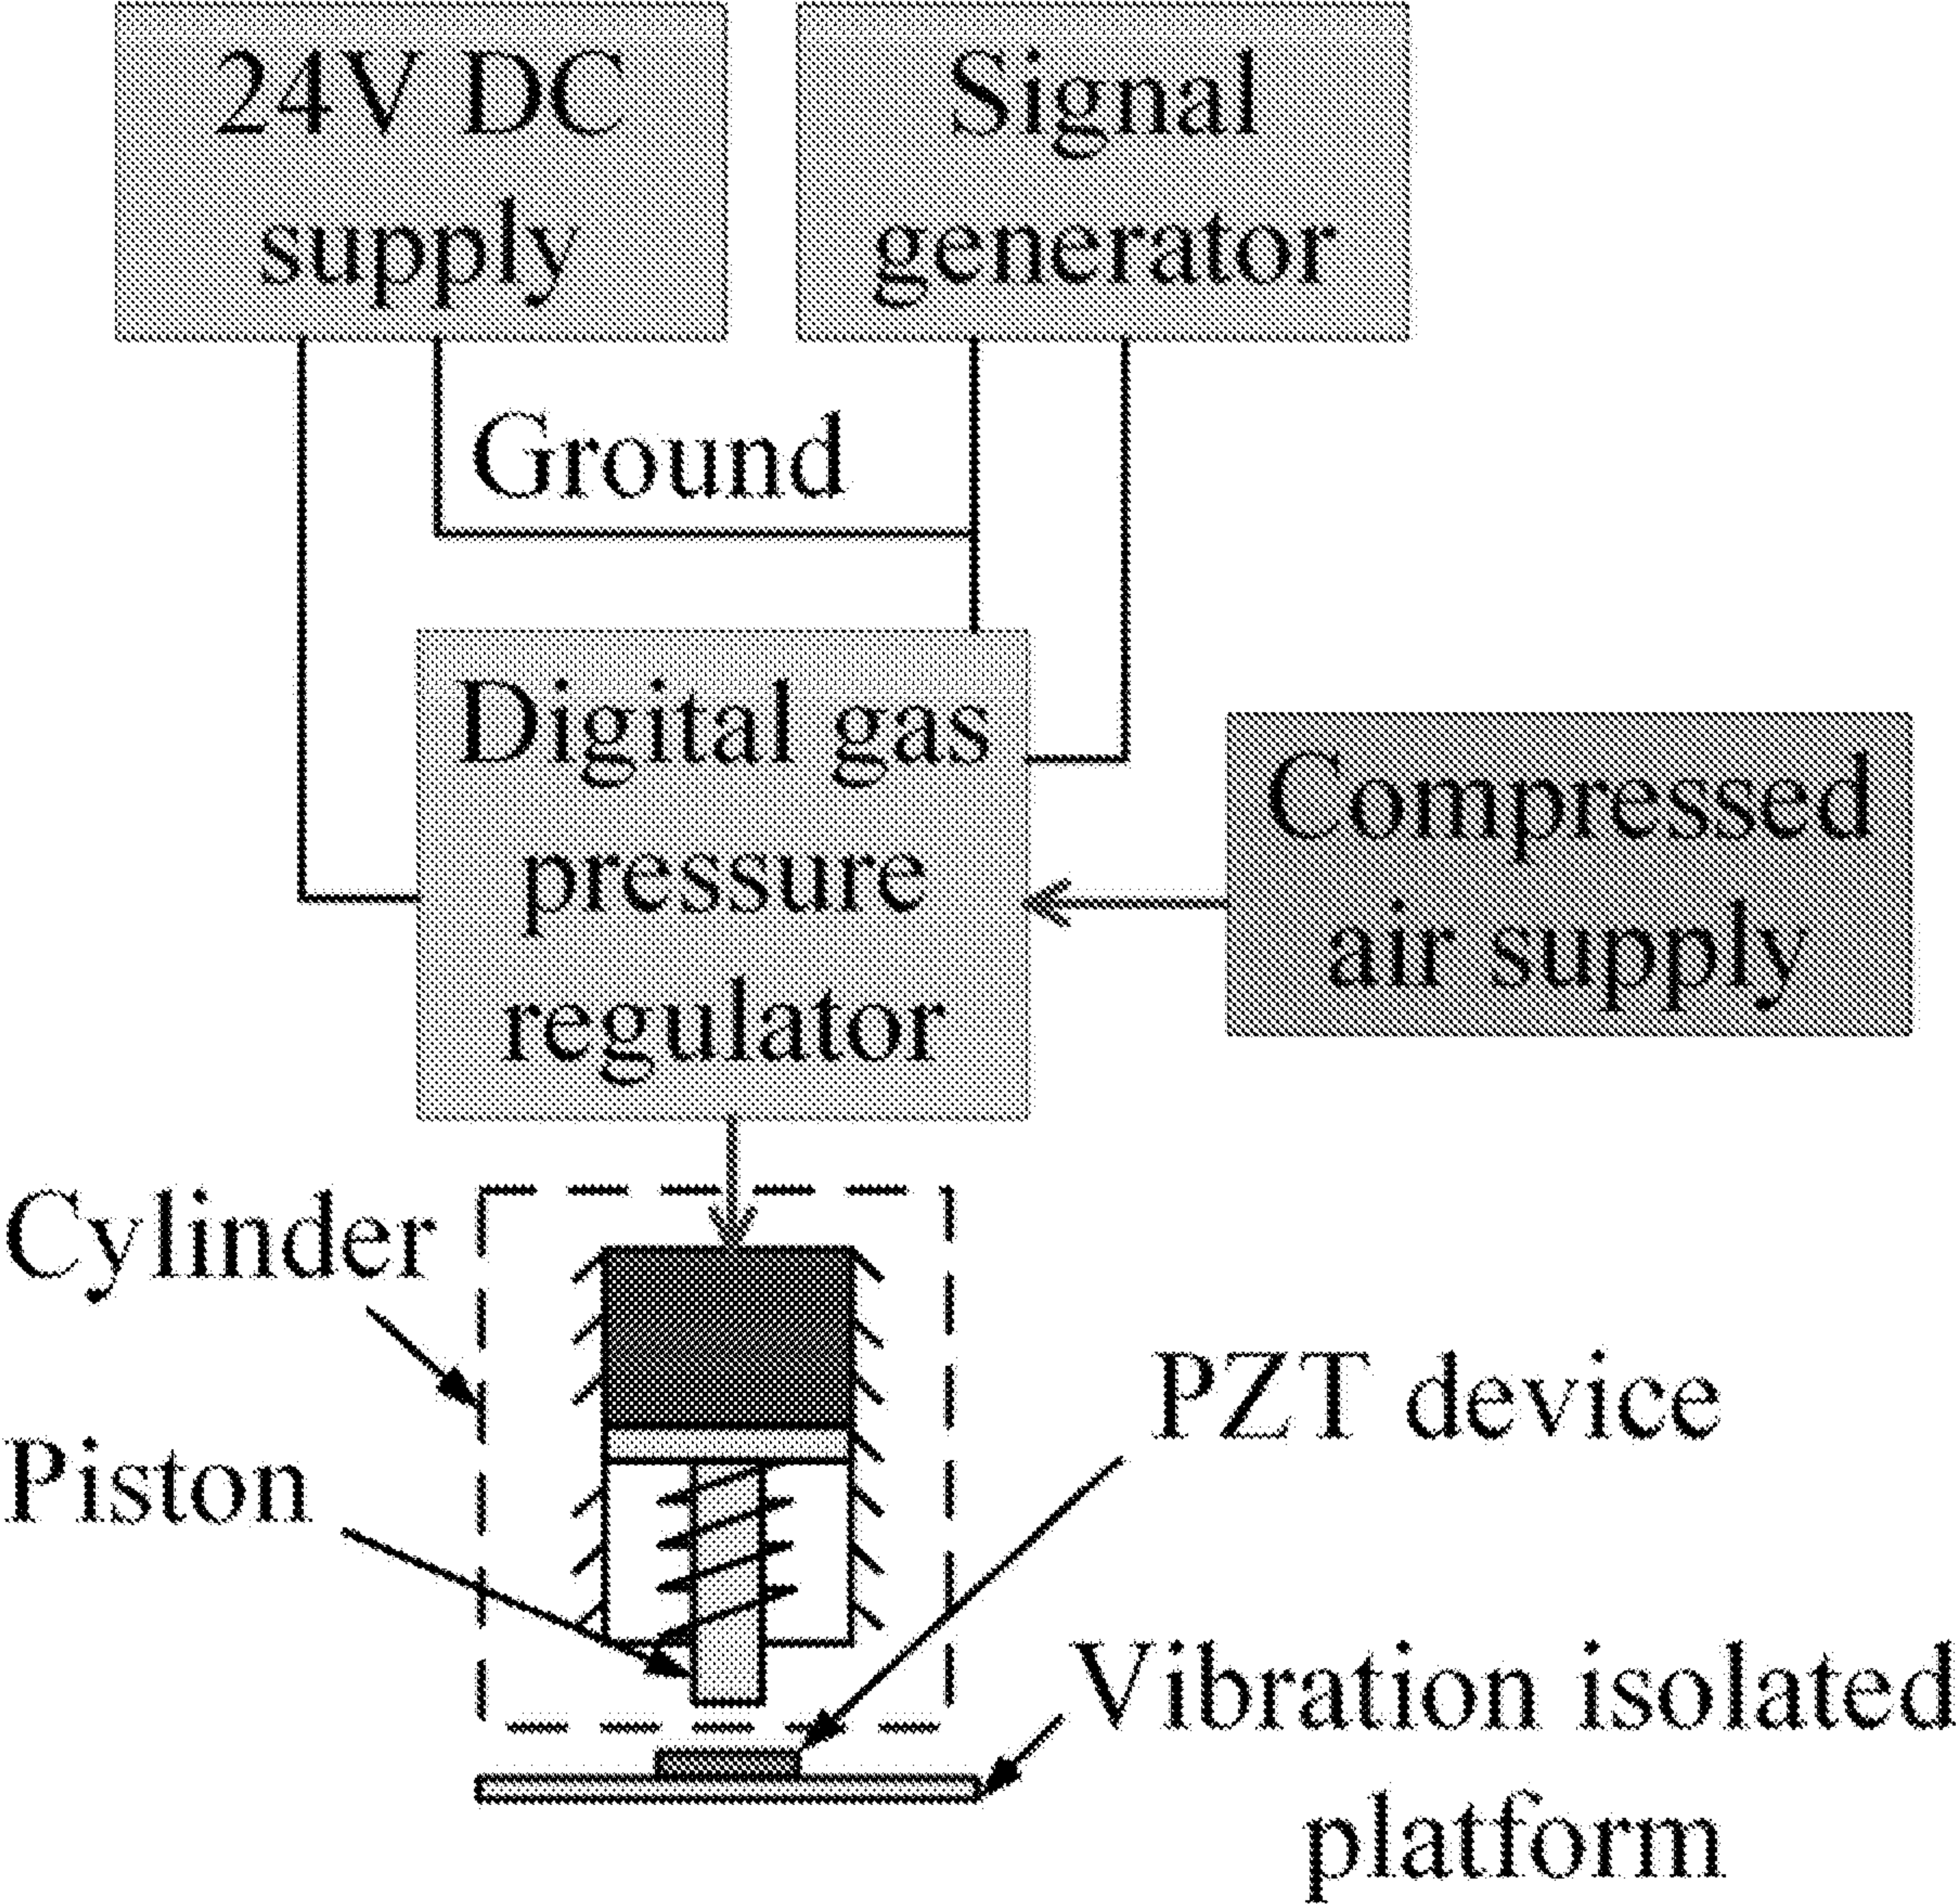 24V DC
supply
Signal
generator
Ground
Digital gas
pressure
regulator
Compressed
air supply
Cylinder
Piston
PZT device
Vibration isolated
platform